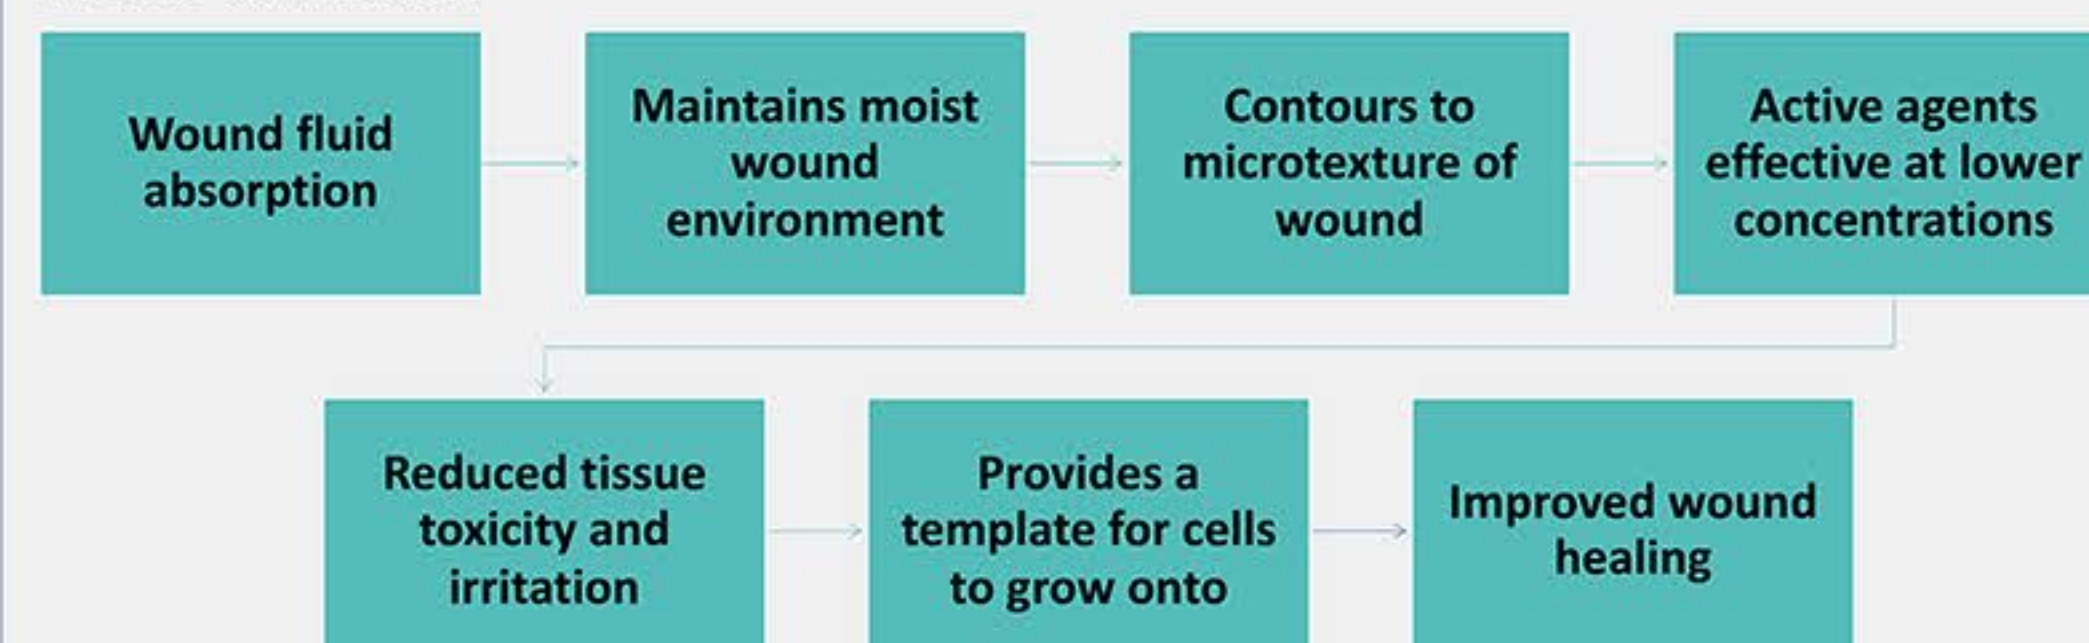 Wound fluid
absorption
Maintains moist
wound
environment
Contours to
microtexture of
wound
Active agents
effective at lower
concentrations
Reduced tissue
toxicity and
irritation
Provides a
template for cells
to grow onto
Improved wound
healing